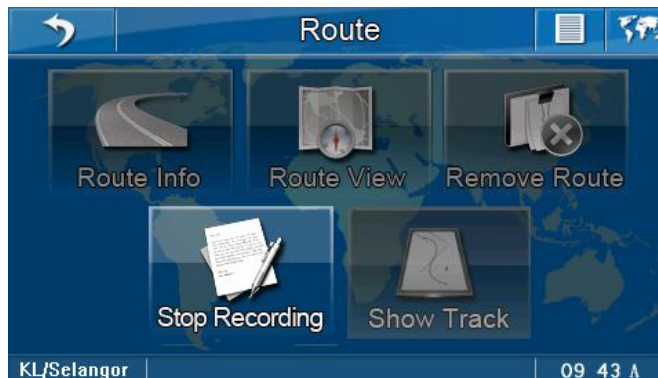 Route
Route Info
Route View
Remove Route
Stop Recording
Show Track
KL/Selangor
09 43 A